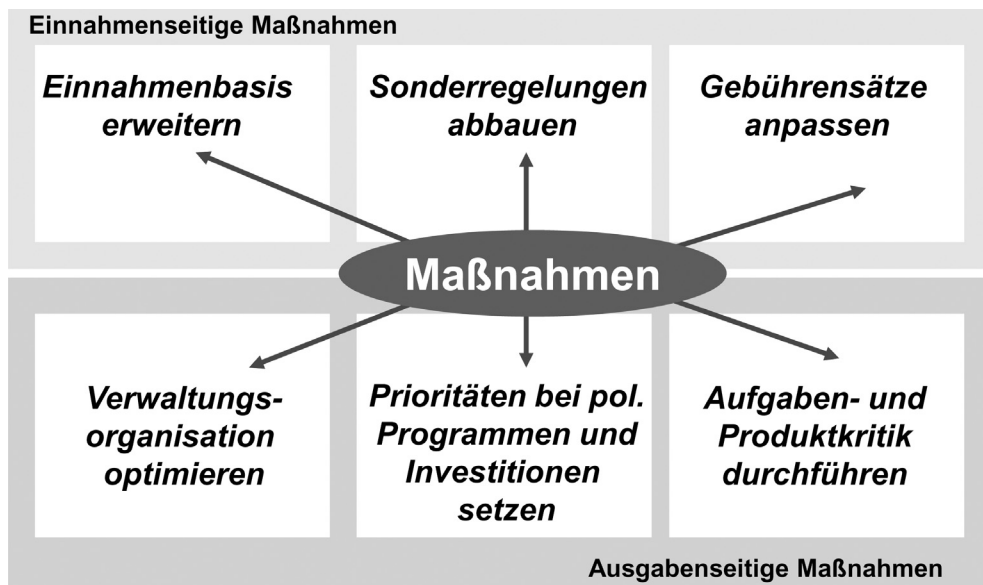 Einnahmenseitige Maßnahmen
Einnahmenbasis
erweitern
Sonderregelungen
abbauen
Gebührensätze
anpassen
Maßnahmen
Verwaltungs-
organisation
optimieren
Prioritäten bei pol.
Programmen und
Investitionen
setzen
Aufgaben- und
Produktkritik
durchführen
Ausgabenseitige Maßnahmen